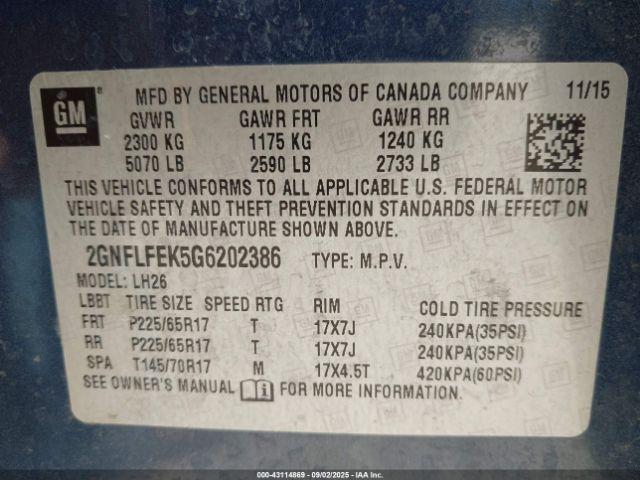 GM ® MFD BY GENERAL MOTORS OF CANADA COMPANY 11/15
GVWR GAWR FRT GAWR RR
2300 KG 1175 KG 1240 KG
5070 LB 2590 LB 2733 LB
THIS VEHICLE CONFORMS TO ALL APPLICABLE U.S. FEDERAL MOTOR
VEHICLE SAFETY AND THEFT PREVENTION STANDARDS IN EFFECT ON
THE DATE OF MANUFACTURE SHOWN ABOVE.
2GNFLFEK5G6202386 TYPE: M.P.V.
MODEL: LH26
LBBT TIRE SIZE SPEED RTG RIM COLD TIRE PRESSURE
FRT P225/65R17 T 17X7J 240KPA(35PSI)
RR P225/65R17 T 17X7J 240KPA(35PSI)
SPA T145/70R17 M 17X4.5T 420KPA(60PSI)
SEE OWNER'S MANUAL FOR MORE INFORMATION.
000-43114869 - 09/02/2025 - IAA Inc.